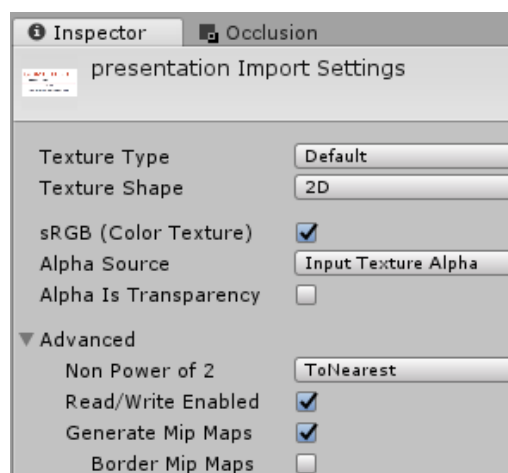 Inspector Occlusion
presentation Import Settings
Texture Type Default
Texture Shape 2D
sRGB (Color Texture)
Alpha Source Input Texture Alpha
Alpha Is Transparency
Advanced
Non Power of 2 ToNearest
Read/Write Enabled
Generate Mip Maps
Border Mip Maps